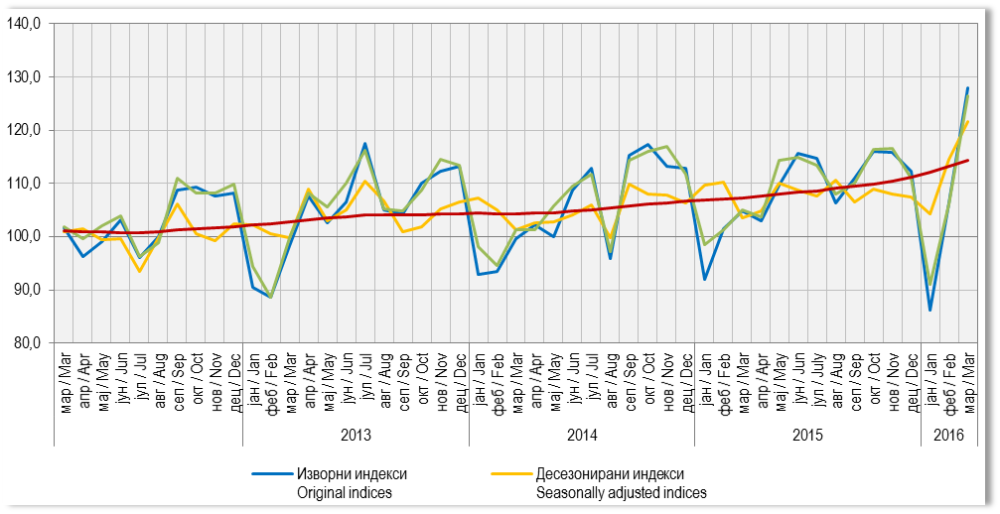 140,0
130,0
120,0
110,0
100,0
90,0
80,0
мар / Mar
апр / Apr
мај / May
јун / Jun
јул / Jul
авг / Aug
сеп / Sep
окт / Oct
нов / Nov
дец / Dec
јан / Jan
феб / Feb
мар / Mar
апр / Apr
мај / May
јун / Jun
јул / Jul
авг / Aug
сеп / Sep
окт / Oct
нов / Nov
дец / Dec
јан / Jan
феб / Feb
мар / Mar
апр / Apr
мај / May
јун / Jun
јул / Jul
авг / Aug
сеп / Sep
окт / Oct
нов / Nov
дец / Dec
јан / Jan
феб / Feb
мар / Mar
апр / Apr
мај / May
јун / Jun
јул / July
авг / Aug
сеп / Sep
окт / Oct
нов / Nov
дец / Dec
јан / Jan
феб / Feb
мар / Mar
2013 2014 2015 2016
Изворни индекси Десезонирани индекси
Original indices Seasonally adjusted indices